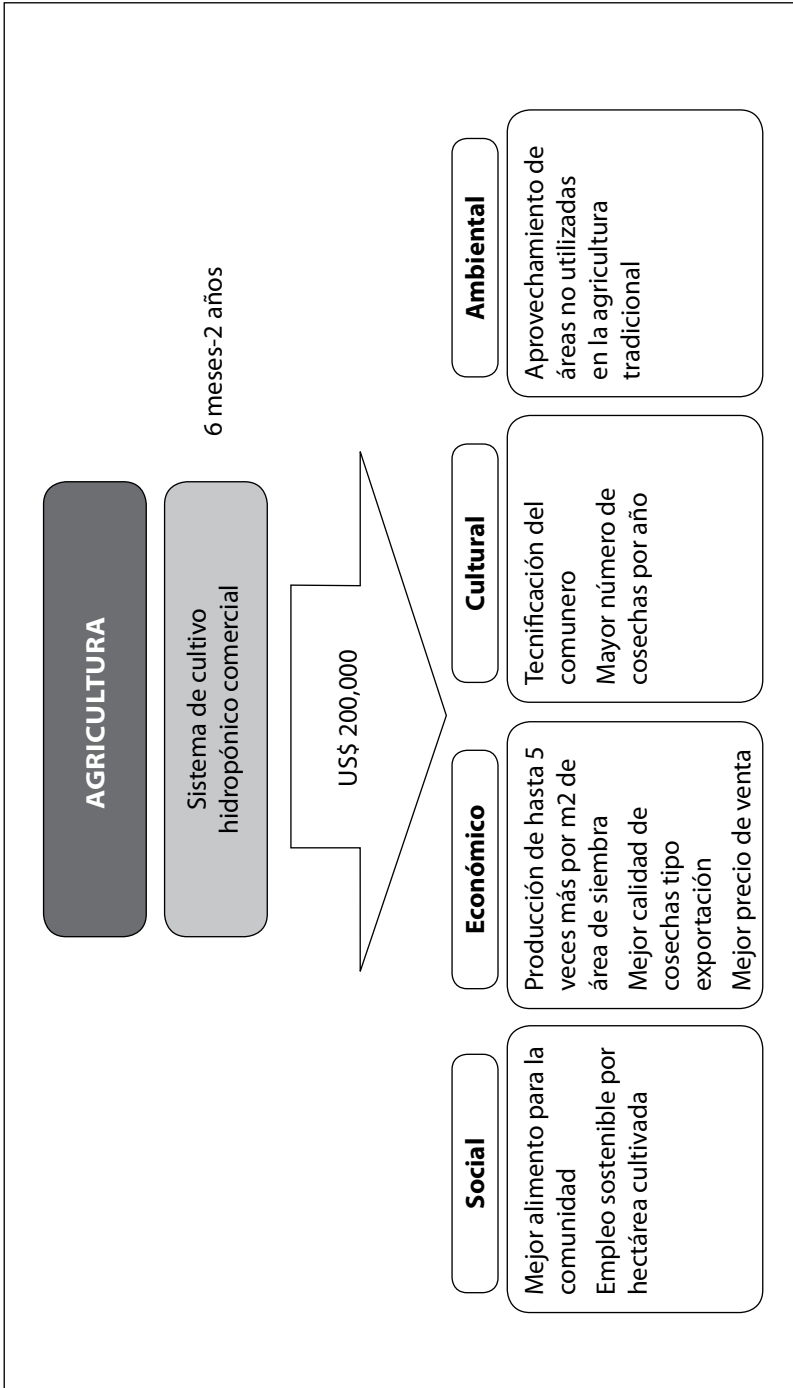 AGRICULTURA
Sistema de cultivo
hidropónico comercial
6 meses-2 años
US$ 200,000
Social
Mejor alimento para la
comunidad
Empleo sostenible por
hectárea cultivada
Económico
Producción de hasta 5
veces más por m2 de
área de siembra
Mejor calidad de
cosechas tipo
exportación
Mejor precio de venta
Cultural
Tecnificación del
comunero
Mayor número de
cosechas por año
Ambiental
Aprovechamiento de
áreas no utilizadas
en la agricultura
tradicional